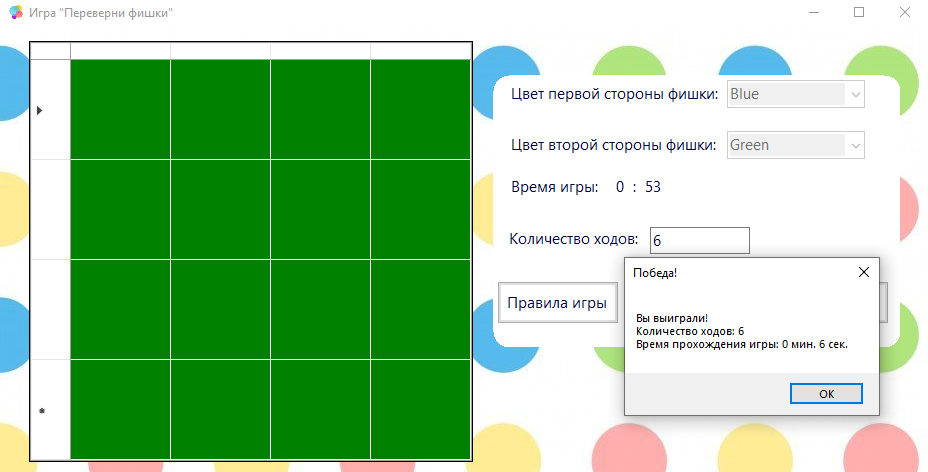 Игра "Переверни фишки"
Цвет первой стороны фишки: Blue
Цвет второй стороны фишки: Green
Время игры: 0 : 53
Количество ходов: 6
Правила игры
Победа!
Вы выиграли!
Количество ходов: 6
Время прохождения игры: 0 мин. 6 сек.
OK